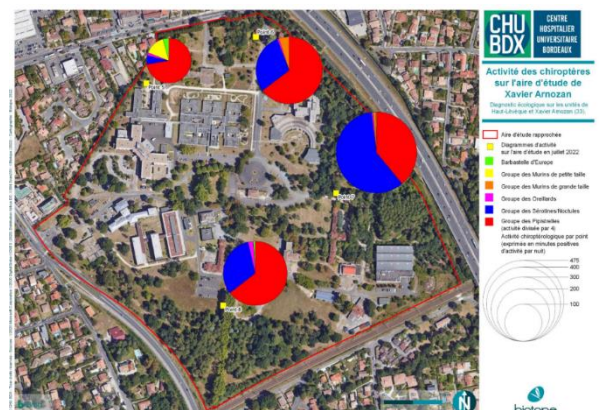 CHU
BDX
CENTRE
HOSPITALIER
UNIVERSITAIRE
BORDEAUX
Activité des chiroptères
sur l'aire d'étude de
Xavier Arnozan
Diagnostic écologique sur les unités de
Haut-Lévêque et Xavier Arnozan (33).
Aire d'étude rapprochée
Diagrammes d'activité
sur l'aire d'étude en juillet 2022
Barbastelle d'Europe
Groupe des Murins de petite taille
Groupe des Murins de grande taille
Groupe des Oreillards
Groupe des Sérotines/Noctules
Groupe des Pipistrelles
(activité divisée par 4)
Activité chiroptérologique par point
(exprimée en minutes positives
d'activité par nuit)
475
400
300
200
100
N
biotope